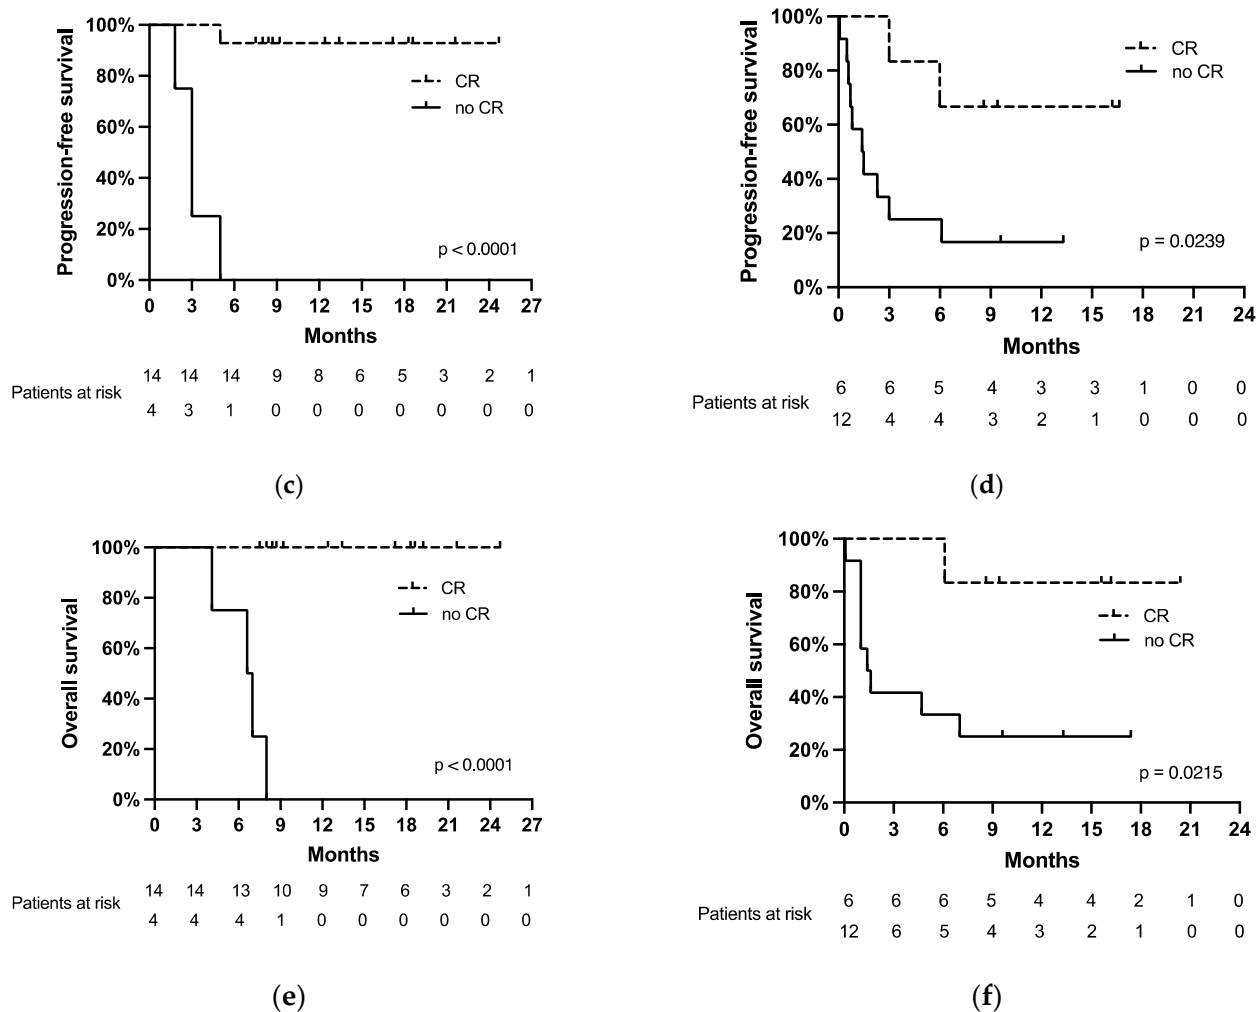 Progression-free survival
100%
80%
60%
40%
20%
0%
CR
no CR
p < 0.0001
0 3 6 9 12 15 18 21 24 27
Months
Patients at risk
14 14 14 9 8 6 5 3 2 1
4 3 1 0 0 0 0 0 0 0
(c)
Progression-free survival
100%
80%
60%
40%
20%
0%
CR
no CR
p = 0.0239
0 3 6 9 12 15 18 21 24
Months
Patients at risk
6 6 5 4 3 3 1 0 0
12 4 4 3 2 1 0 0 0
(d)
Overall survival
100%
80%
60%
40%
20%
0%
CR
no CR
p < 0.0001
0 3 6 9 12 15 18 21 24 27
Months
Patients at risk
14 14 13 10 9 7 6 3 2 1
4 4 4 1 0 0 0 0 0 0
(e)
Overall survival
100%
80%
60%
40%
20%
0%
CR
no CR
p = 0.0215
0 3 6 9 12 15 18 21 24
Months
Patients at risk
6 6 6 5 4 4 2 1 0
12 6 5 4 3 2 1 0 0
(f)